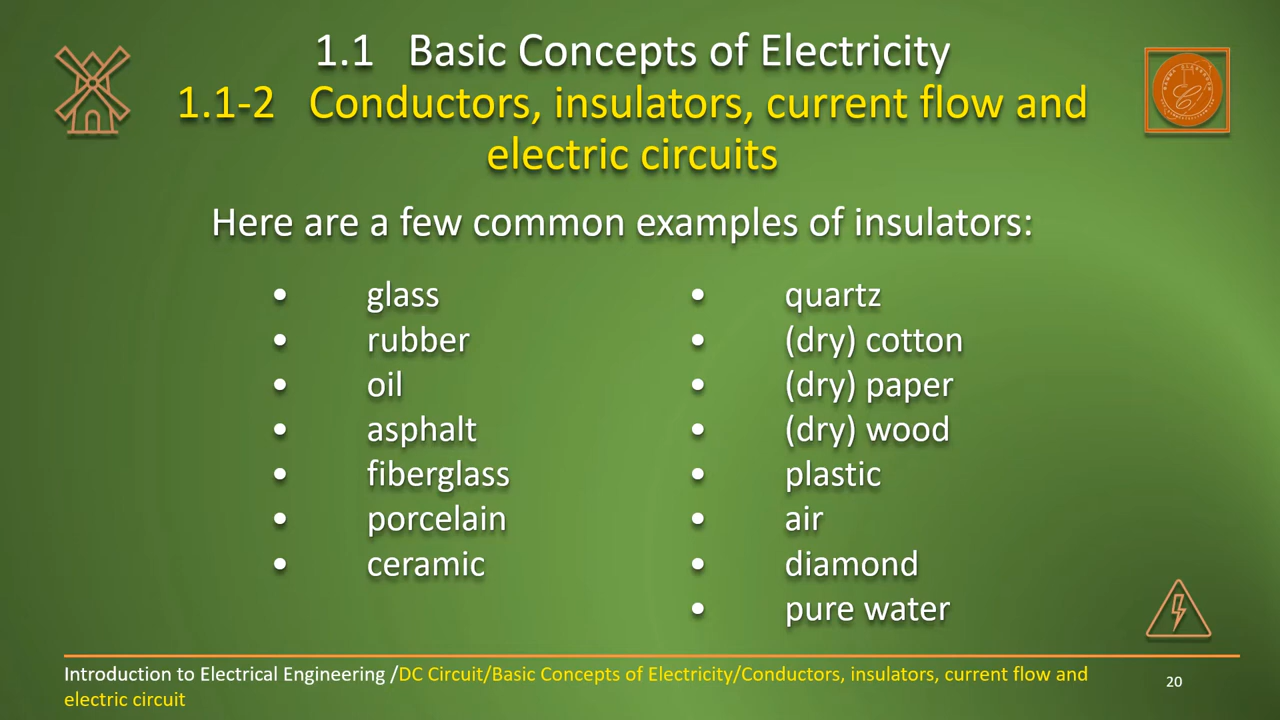 1.1 Basic Concepts of Electricity
1.1-2 Conductors, insulators, current flow and
electric circuits
Here are a few common examples of insulators:
• glass
• rubber
• oil
• asphalt
• fiberglass
• porcelain
• ceramic
• quartz
• (dry) cotton
• (dry) paper
• (dry) wood
• plastic
• air
• diamond
• pure water
Introduction to Electrical Engineering /DC Circuit/Basic Concepts of Electricity/Conductors, insulators, current flow and
electric circuit
20